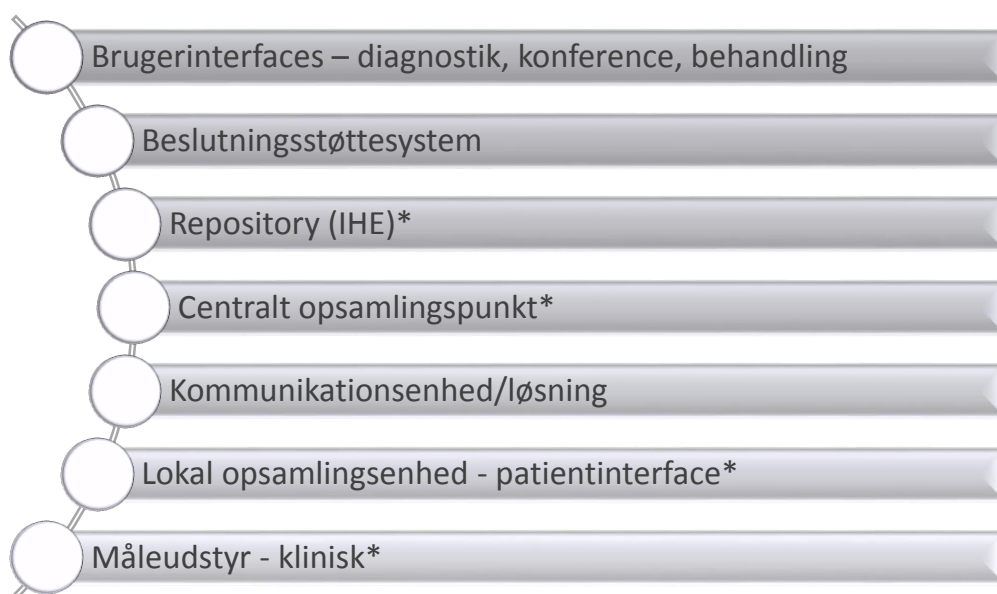 Brugerinterfaces – diagnostik, konference, behandling
Beslutningsstøttesystem
Repository (IHE)*
Centralt opsamlingspunkt*
Kommunikationsenhed/løsning
Lokal opsamlingsenhed - patientinterface*
Måleudstyr - klinisk*